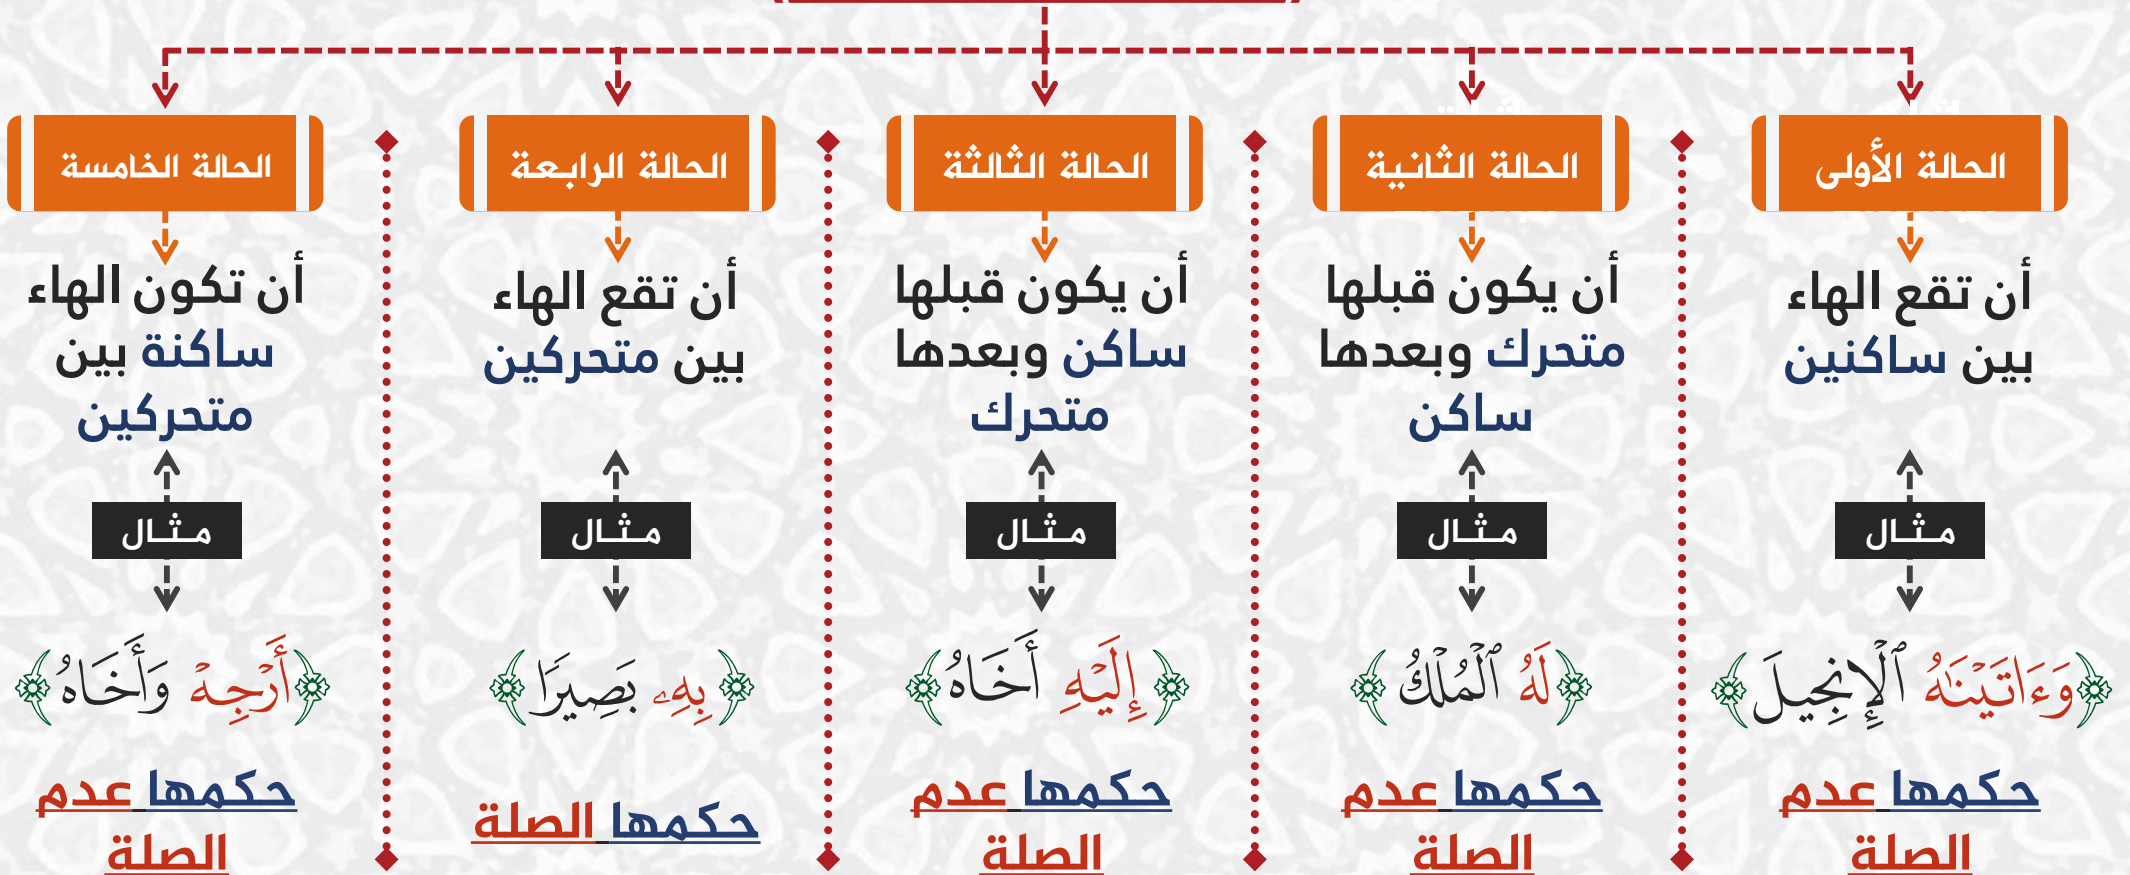 الحالة الأولى
أن تقع الهاء
بين ساكنين
مثال
﴿وَءَاتَيْنَـٰهُ ٱلْإِنجِيلَ﴾
حكمها عدم
الصلة
الحالة الثانية
أن يكون قبلها
متحرك وبعدها
ساكن
مثال
﴿لَهُ ٱلْمُلْكُ﴾
حكمها عدم
الصلة
الحالة الثالثة
أن يكون قبلها
ساكن وبعدها
متحرك
مثال
﴿إِلَيْهِ أَخَاهُ﴾
حكمها عدم
الصلة
الحالة الرابعة
أن تقع الهاء
بين متحركين
مثال
﴿بِهِۦ بَصِيرًا﴾
حكمها الصلة
الحالة الخامسة
أن تكون الهاء
ساكنة بين
متحركين
مثال
﴿أَرْجِهْ وَأَخَاهُ﴾
حكمها عدم
الصلة